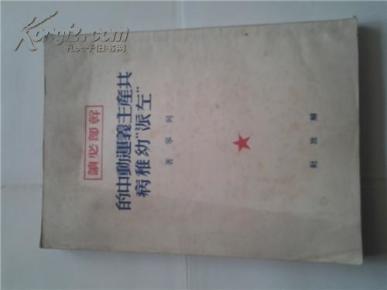 Kongfz.com
孔夫子旧书网
幹部必讀
共產主義運動中的
"左派"幼稚病
列寧著
解放社